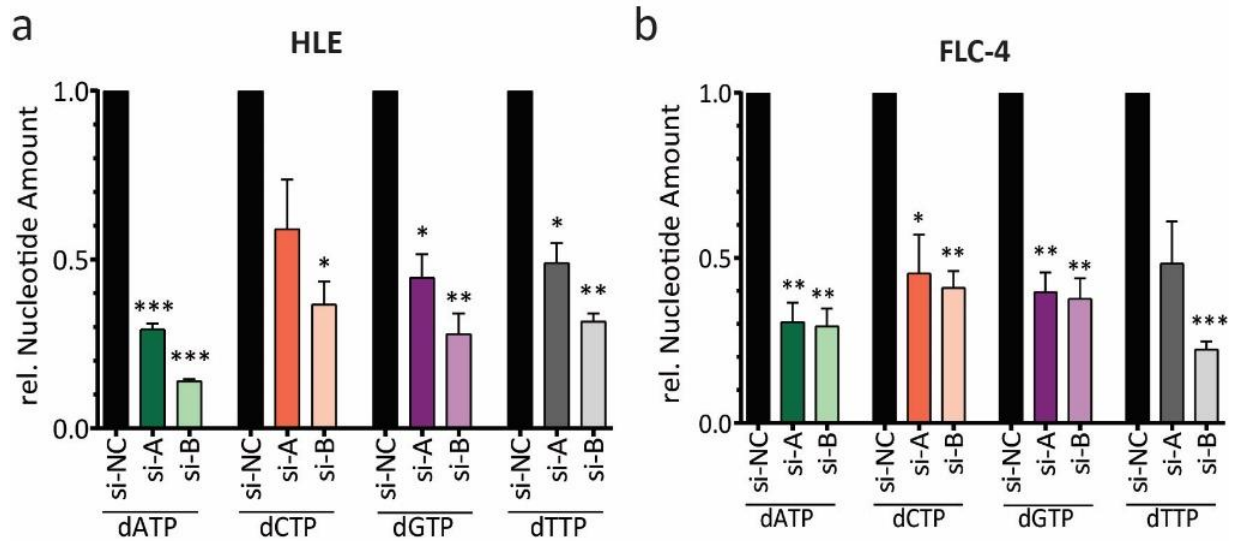 a
HLE
rel. Nucleotide Amount
1.0
0.5
0.0
***
***
*
*
**
*
**
si-NC si-A si-B si-NC si-A si-B si-NC si-A si-B si-NC si-A si-B
dATP dCTP dGTP dTTP
b
FLC-4
rel. Nucleotide Amount
1.0
0.5
0.0
**
**
*
**
**
**
***
si-NC si-A si-B si-NC si-A si-B si-NC si-A si-B si-NC si-A si-B
dATP dCTP dGTP dTTP